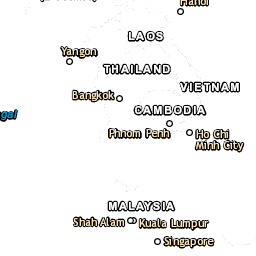 Hanoi
LAOS
Yangon
THAILAND
VIETNAM
Bangkok
CAMBODIA
Phnom Penh
Ho Chi
Minh City
MALAYSIA
Shah Alam
Kuala Lumpur
Singapore